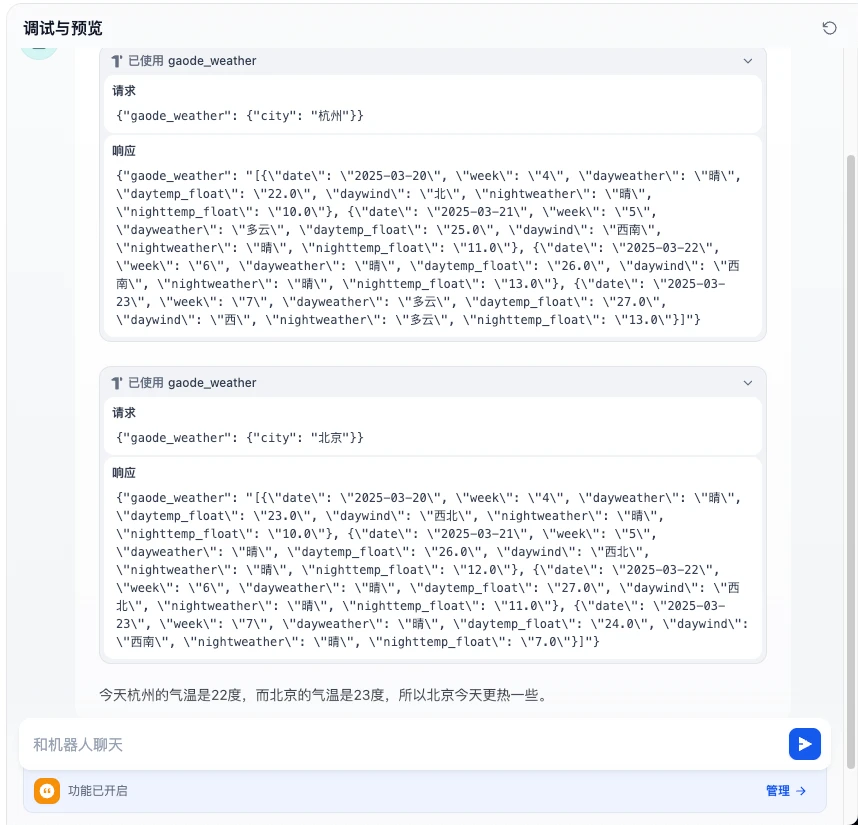 调试与预览
已使用 gaode_weather
请求
{"gaode_weather": {"city": "杭州"}}
响应
{"gaode_weather": "[{\"date\": \"2025-03-20\", \"week\": \"4\", \"dayweather\": \"晴\",
\"daytemp_float\": \"22.0\", \"daywind\": \"北\", \"nightweather\": \"晴\",
\"nighttemp_float\": \"10.0\"}, {\"date\": \"2025-03-21\", \"week\": \"5\",
\"dayweather\": \"多云\", \"daytemp_float\": \"25.0\", \"daywind\": \"西南\",
\"nightweather\": \"晴\", \"nighttemp_float\": \"11.0\"}, {\"date\": \"2025-03-22\",
\"week\": \"6\", \"dayweather\": \"晴\", \"daytemp_float\": \"26.0\", \"daywind\": \"西
南\", \"nightweather\": \"晴\", \"nighttemp_float\": \"13.0\"}, {\"date\": \"2025-03-
23\", \"week\": \"7\", \"dayweather\": \"多云\", \"daytemp_float\": \"27.0\",
\"daywind\": \"西\", \"nightweather\": \"多云\", \"nighttemp_float\": \"13.0\"}]"}
已使用 gaode_weather
请求
{"gaode_weather": {"city": "北京"}}
响应
{"gaode_weather": "[{\"date\": \"2025-03-20\", \"week\": \"4\", \"dayweather\": \"晴\",
\"daytemp_float\": \"23.0\", \"daywind\": \"西北\", \"nightweather\": \"晴\",
\"nighttemp_float\": \"10.0\"}, {\"date\": \"2025-03-21\", \"week\": \"5\",
\"dayweather\": \"晴\", \"daytemp_float\": \"26.0\", \"daywind\": \"西北\",
\"nightweather\": \"晴\", \"nighttemp_float\": \"12.0\"}, {\"date\": \"2025-03-22\",
\"week\": \"6\", \"dayweather\": \"晴\", \"daytemp_float\": \"27.0\", \"daywind\": \"西
北\", \"nightweather\": \"晴\", \"nighttemp_float\": \"11.0\"}, {\"date\": \"2025-03-
23\", \"week\": \"7\", \"dayweather\": \"晴\", \"daytemp_float\": \"24.0\", \"daywind\":
\"西南\", \"nightweather\": \"晴\", \"nighttemp_float\": \"7.0\"}]"}
今天杭州的气温是22度，而北京的气温是23度，所以北京今天更热一些。
和机器人聊天
功能已开启
管理 →